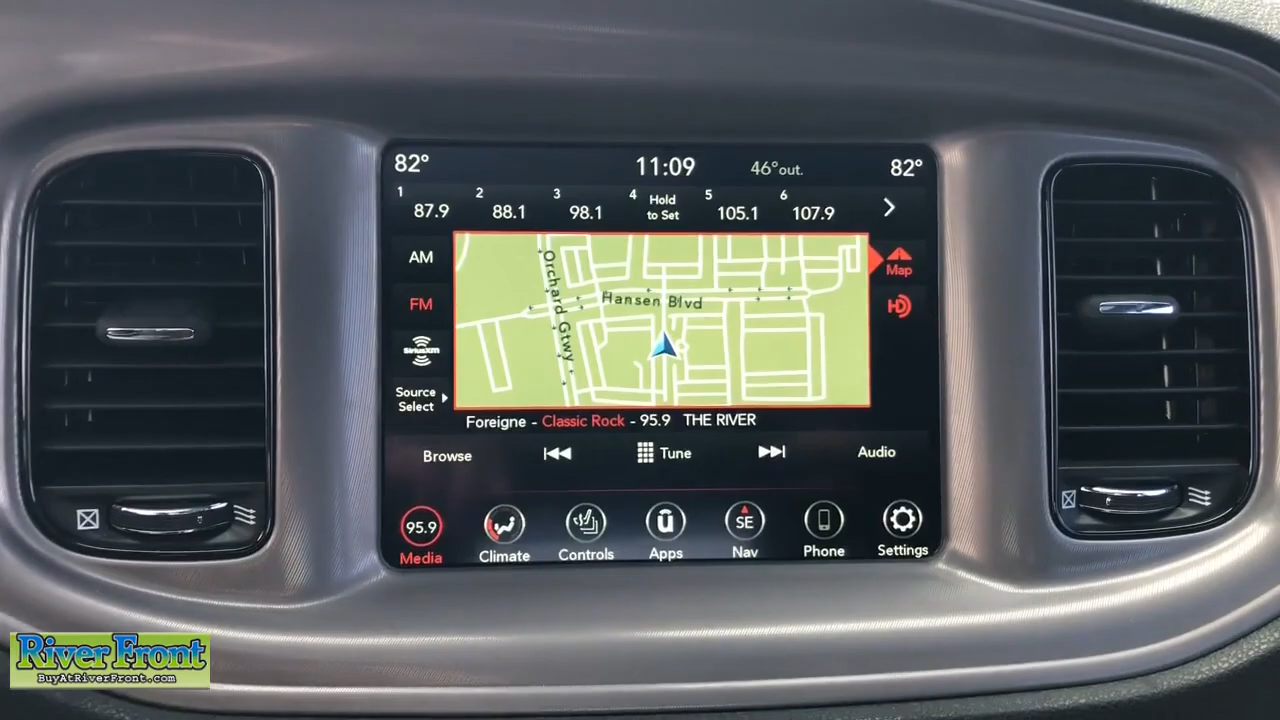 82° 11:09 46° out. 82°
1 87.9 2 88.1 3 98.1 4 Hold to Set 5 105.1 6 107.9
AM
FM
SiriusXM
Source
Select
Orchard Gtwy
Hansen Blvd
Map
HD
Foreigne - Classic Rock - 95.9 THE RIVER
Browse Tune Audio
95.9 SE
Media Climate Controls Apps Nav Phone Settings
River Front
BuyAtRiverFront.com